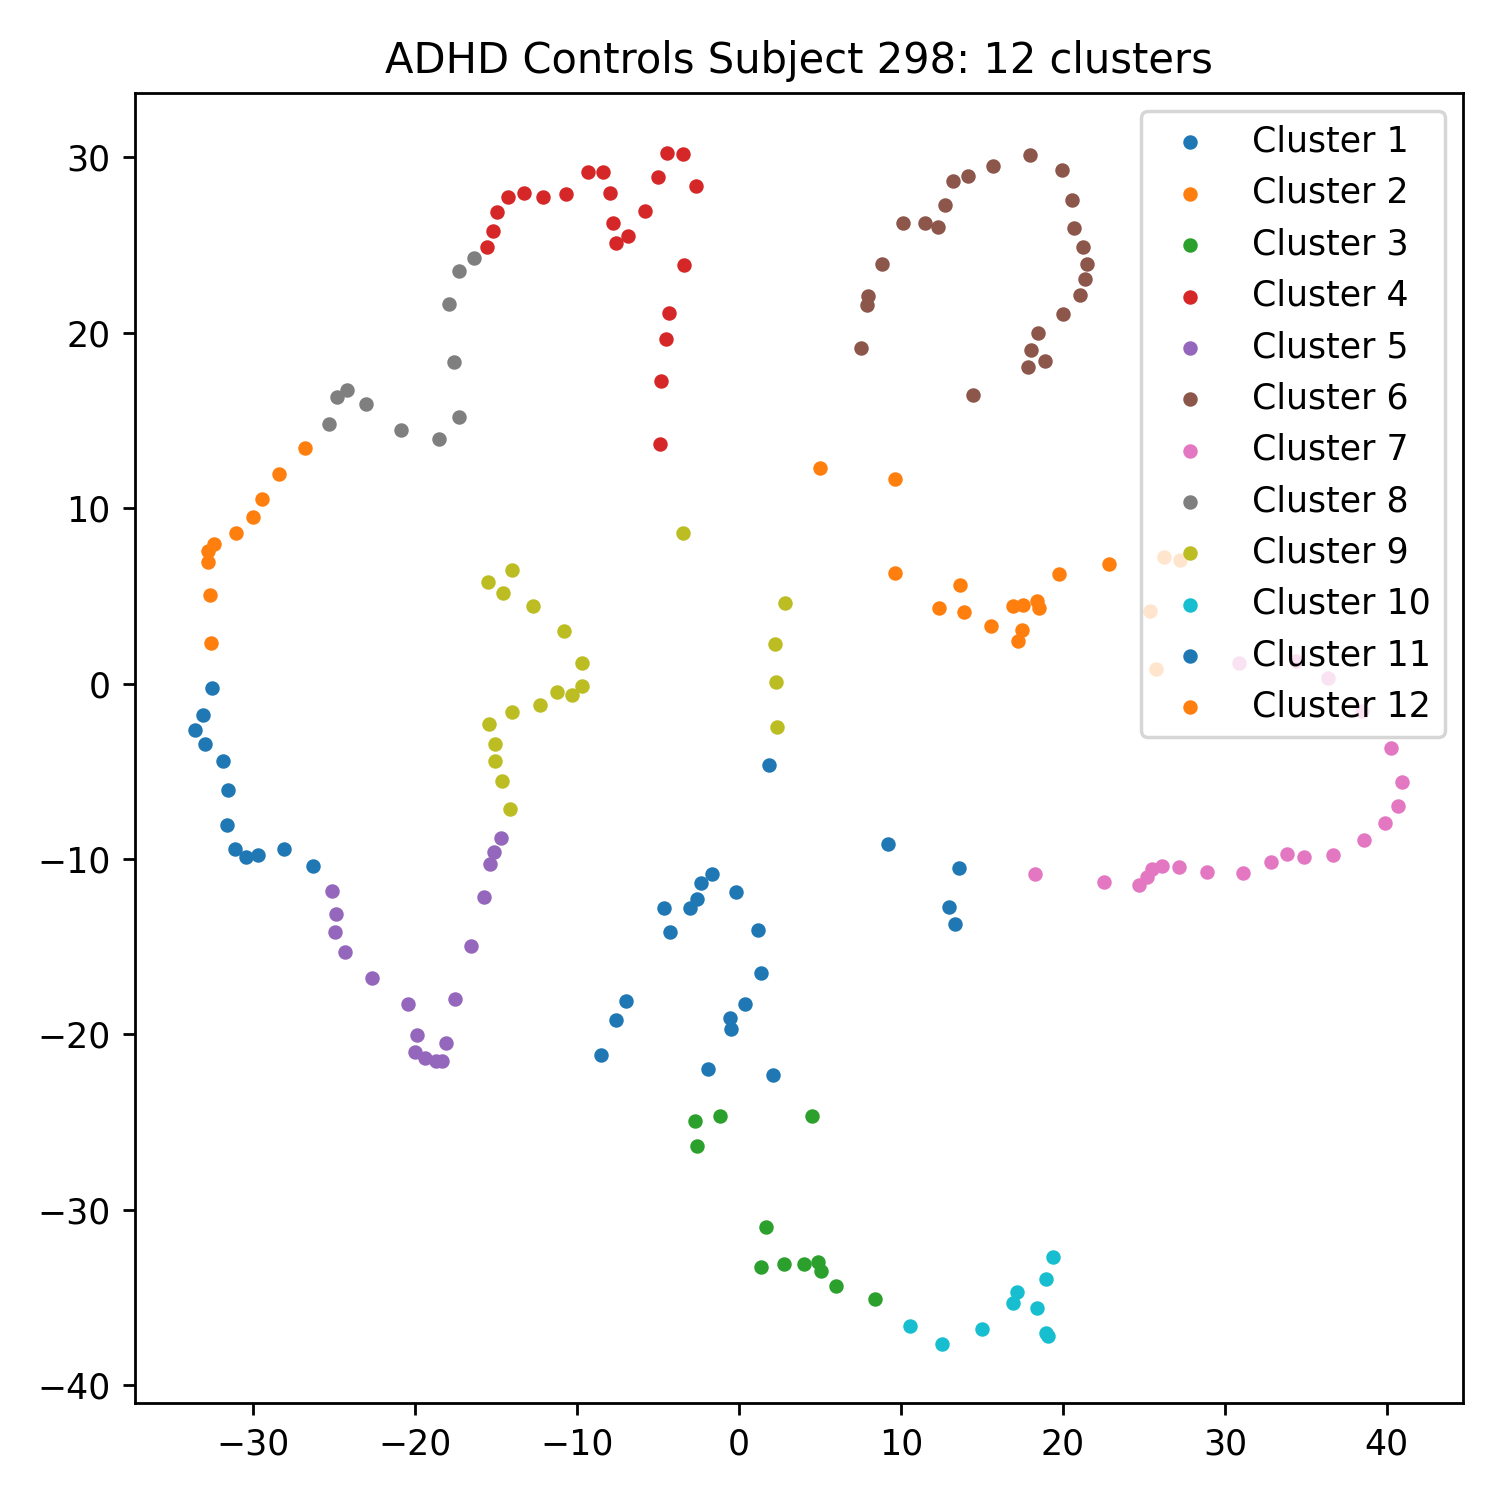 ADHD Controls Subject 298: 12 clusters
30
20
10
0
−10
−20
−30
−40
−30
−20
−10
0
10
20
30
40
Cluster 1
Cluster 2
Cluster 3
Cluster 4
Cluster 5
Cluster 6
Cluster 7
Cluster 8
Cluster 9
Cluster 10
Cluster 11
Cluster 12